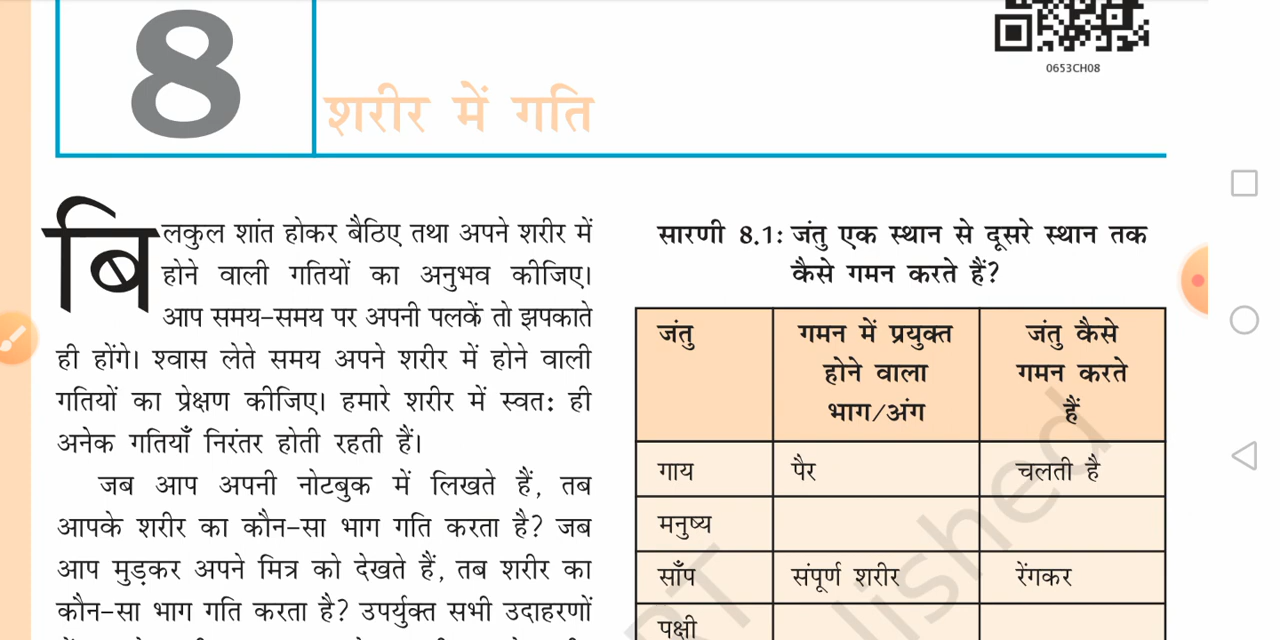 8
0653CH08
शरीर में गति
बिलकुल शांत होकर बैठिए तथा अपने शरीर में
होने वाली गतियों का अनुभव कीजिए।
आप समय-समय पर अपनी पलकें तो झपकाते
ही होंगे। श्वास लेते समय अपने शरीर में होने वाली
गतियों का प्रेक्षण कीजिए। हमारे शरीर में स्वतः ही
अनेक गतियाँ निरंतर होती रहती हैं।
जब आप अपनी नोटबुक में लिखते हैं, तब
आपके शरीर का कौन-सा भाग गति करता है? जब
आप मुड़कर अपने मित्र को देखते हैं, तब शरीर का
कौन-सा भाग गति करता है? उपर्युक्त सभी उदाहरणों
सारणी 8.1: जंतु एक स्थान से दूसरे स्थान तक
कैसे गमन करते हैं?
जंतु
गमन में प्रयुक्त
होने वाला
भाग/अंग
जंतु कैसे
गमन करते
हैं
गाय पैर चलती है
मनुष्य
साँप संपूर्ण शरीर रेंगकर
पक्षी